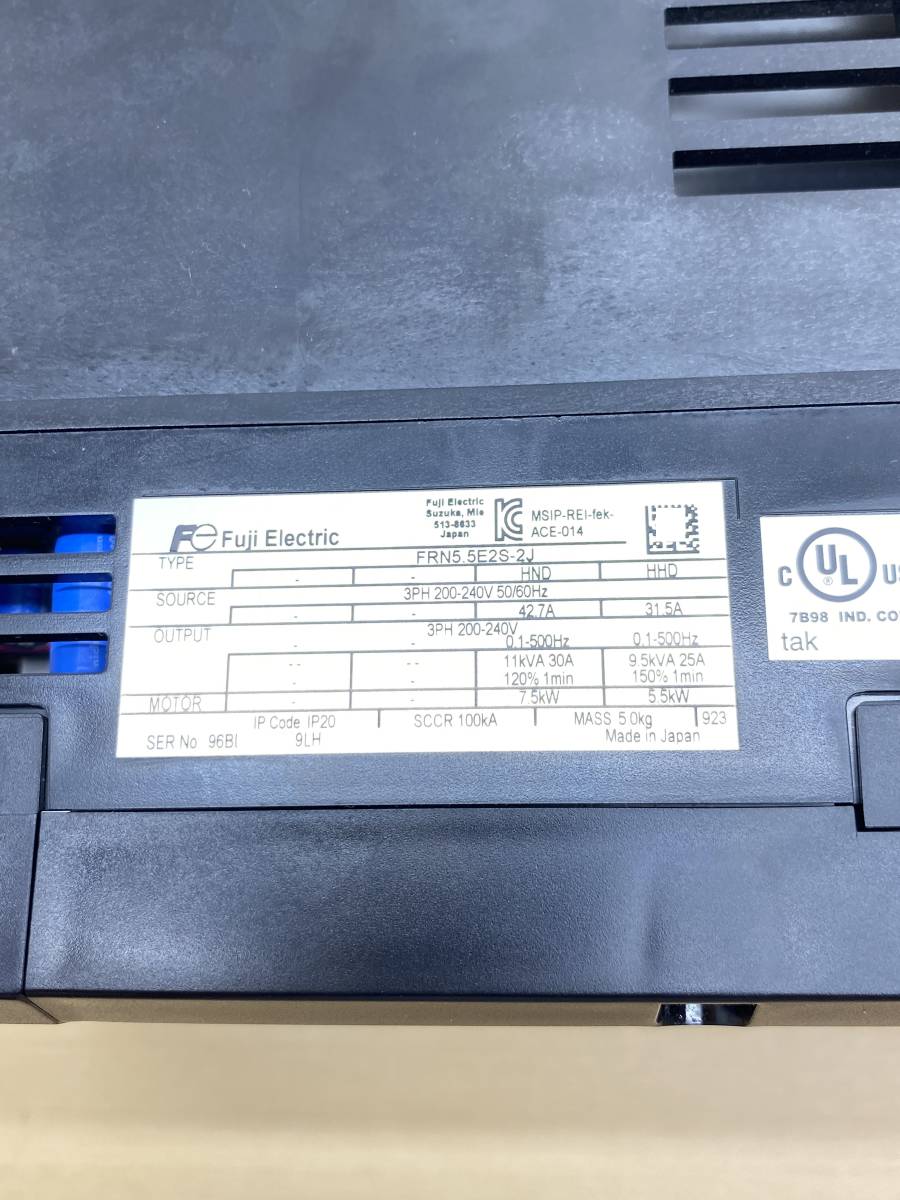 Fe Fuji Electric
Fuji Electric
Suzuka, Mie
513-8633
Japan
MSIP-REI-fek-
ACE-014
TYPE FRN5.5E2S-2J
- - HND HHD
SOURCE 3PH 200-240V 50/60Hz
- - 42.7A 31.5A
OUTPUT 3PH 200-240V
- - 0.1-500Hz 0.1-500Hz
-- -- 11kVA 30A 9.5kVA 25A
120% 1min 150% 1min
MOTOR - - 7.5kW 5.5kW
IP Code IP20 SCCR 100kA MASS 5.0kg 923
SER No 96BI 9LH Made in Japan
C UL ® US
7B98 IND. CO
tak